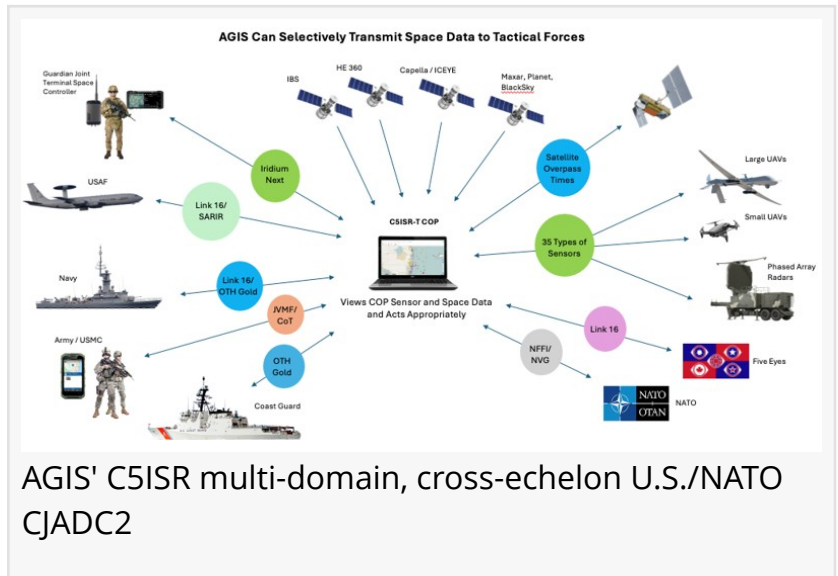 AGIS Can Selectively Transmit Space Data to Tactical Forces
Guardian Joint
Terminal Space
Controller
IBS
HE 360
Capella / ICEYE
Maxar, Planet,
BlackSky
Iridium
Next
Satellite
Overpass
Times
Large UAVs
USAF
Link 16/
SARIR
Small UAVs
C5ISR-T COP
35 Types of
Sensors
Navy
Link 16/
OTH Gold
Phased Array
Radars
Views COP Sensor and Space Data
and Acts Appropriately
JVMF/
CoT
Link 16
Army / USMC
OTH
Gold
NFFI/
NVG
Five Eyes
Coast Guard
NATO
OTAN
NATO
AGIS' C5ISR multi-domain, cross-echelon U.S./NATO
CJADC2